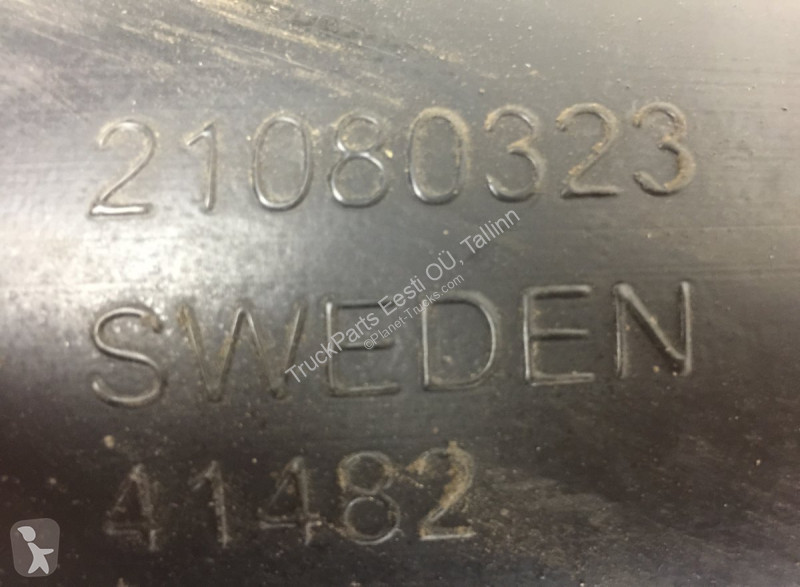 21080323
SWEDEN
41482
TruckParts Eesti OÜ, Tallinn
©Planet-Trucks.com